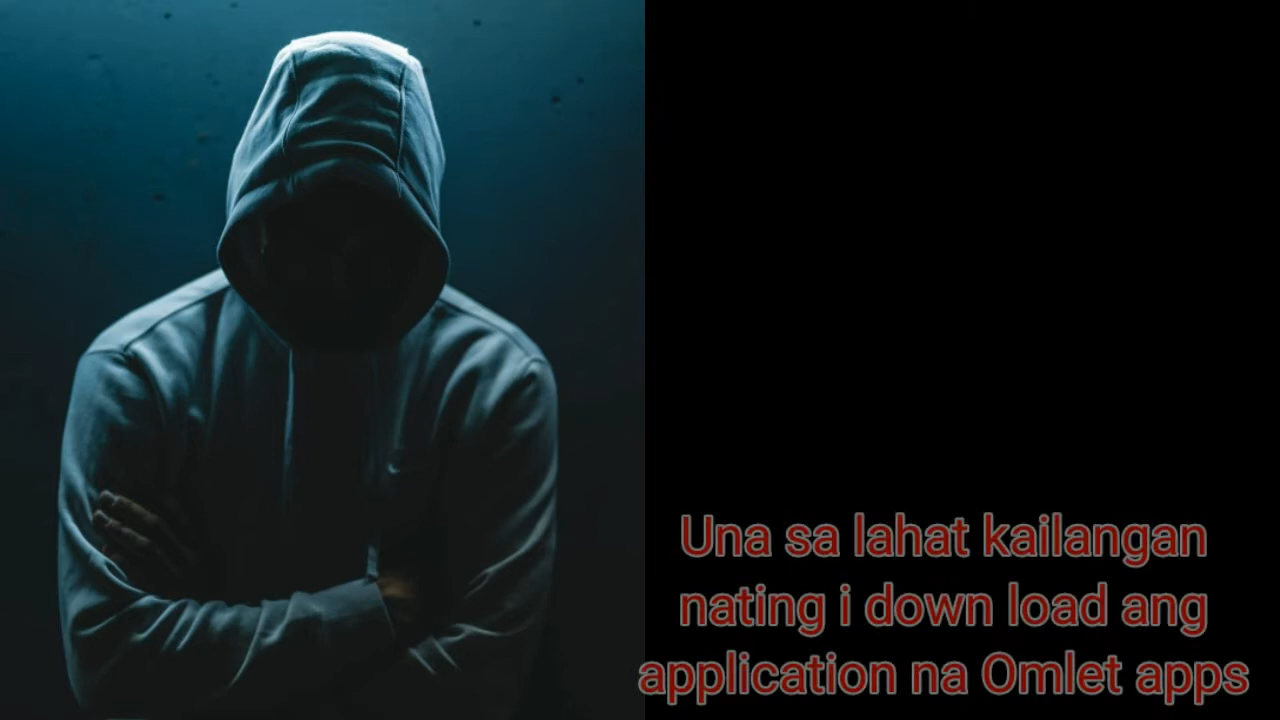 Una sa lahat kailangan
nating i down load ang
application na Omlet apps